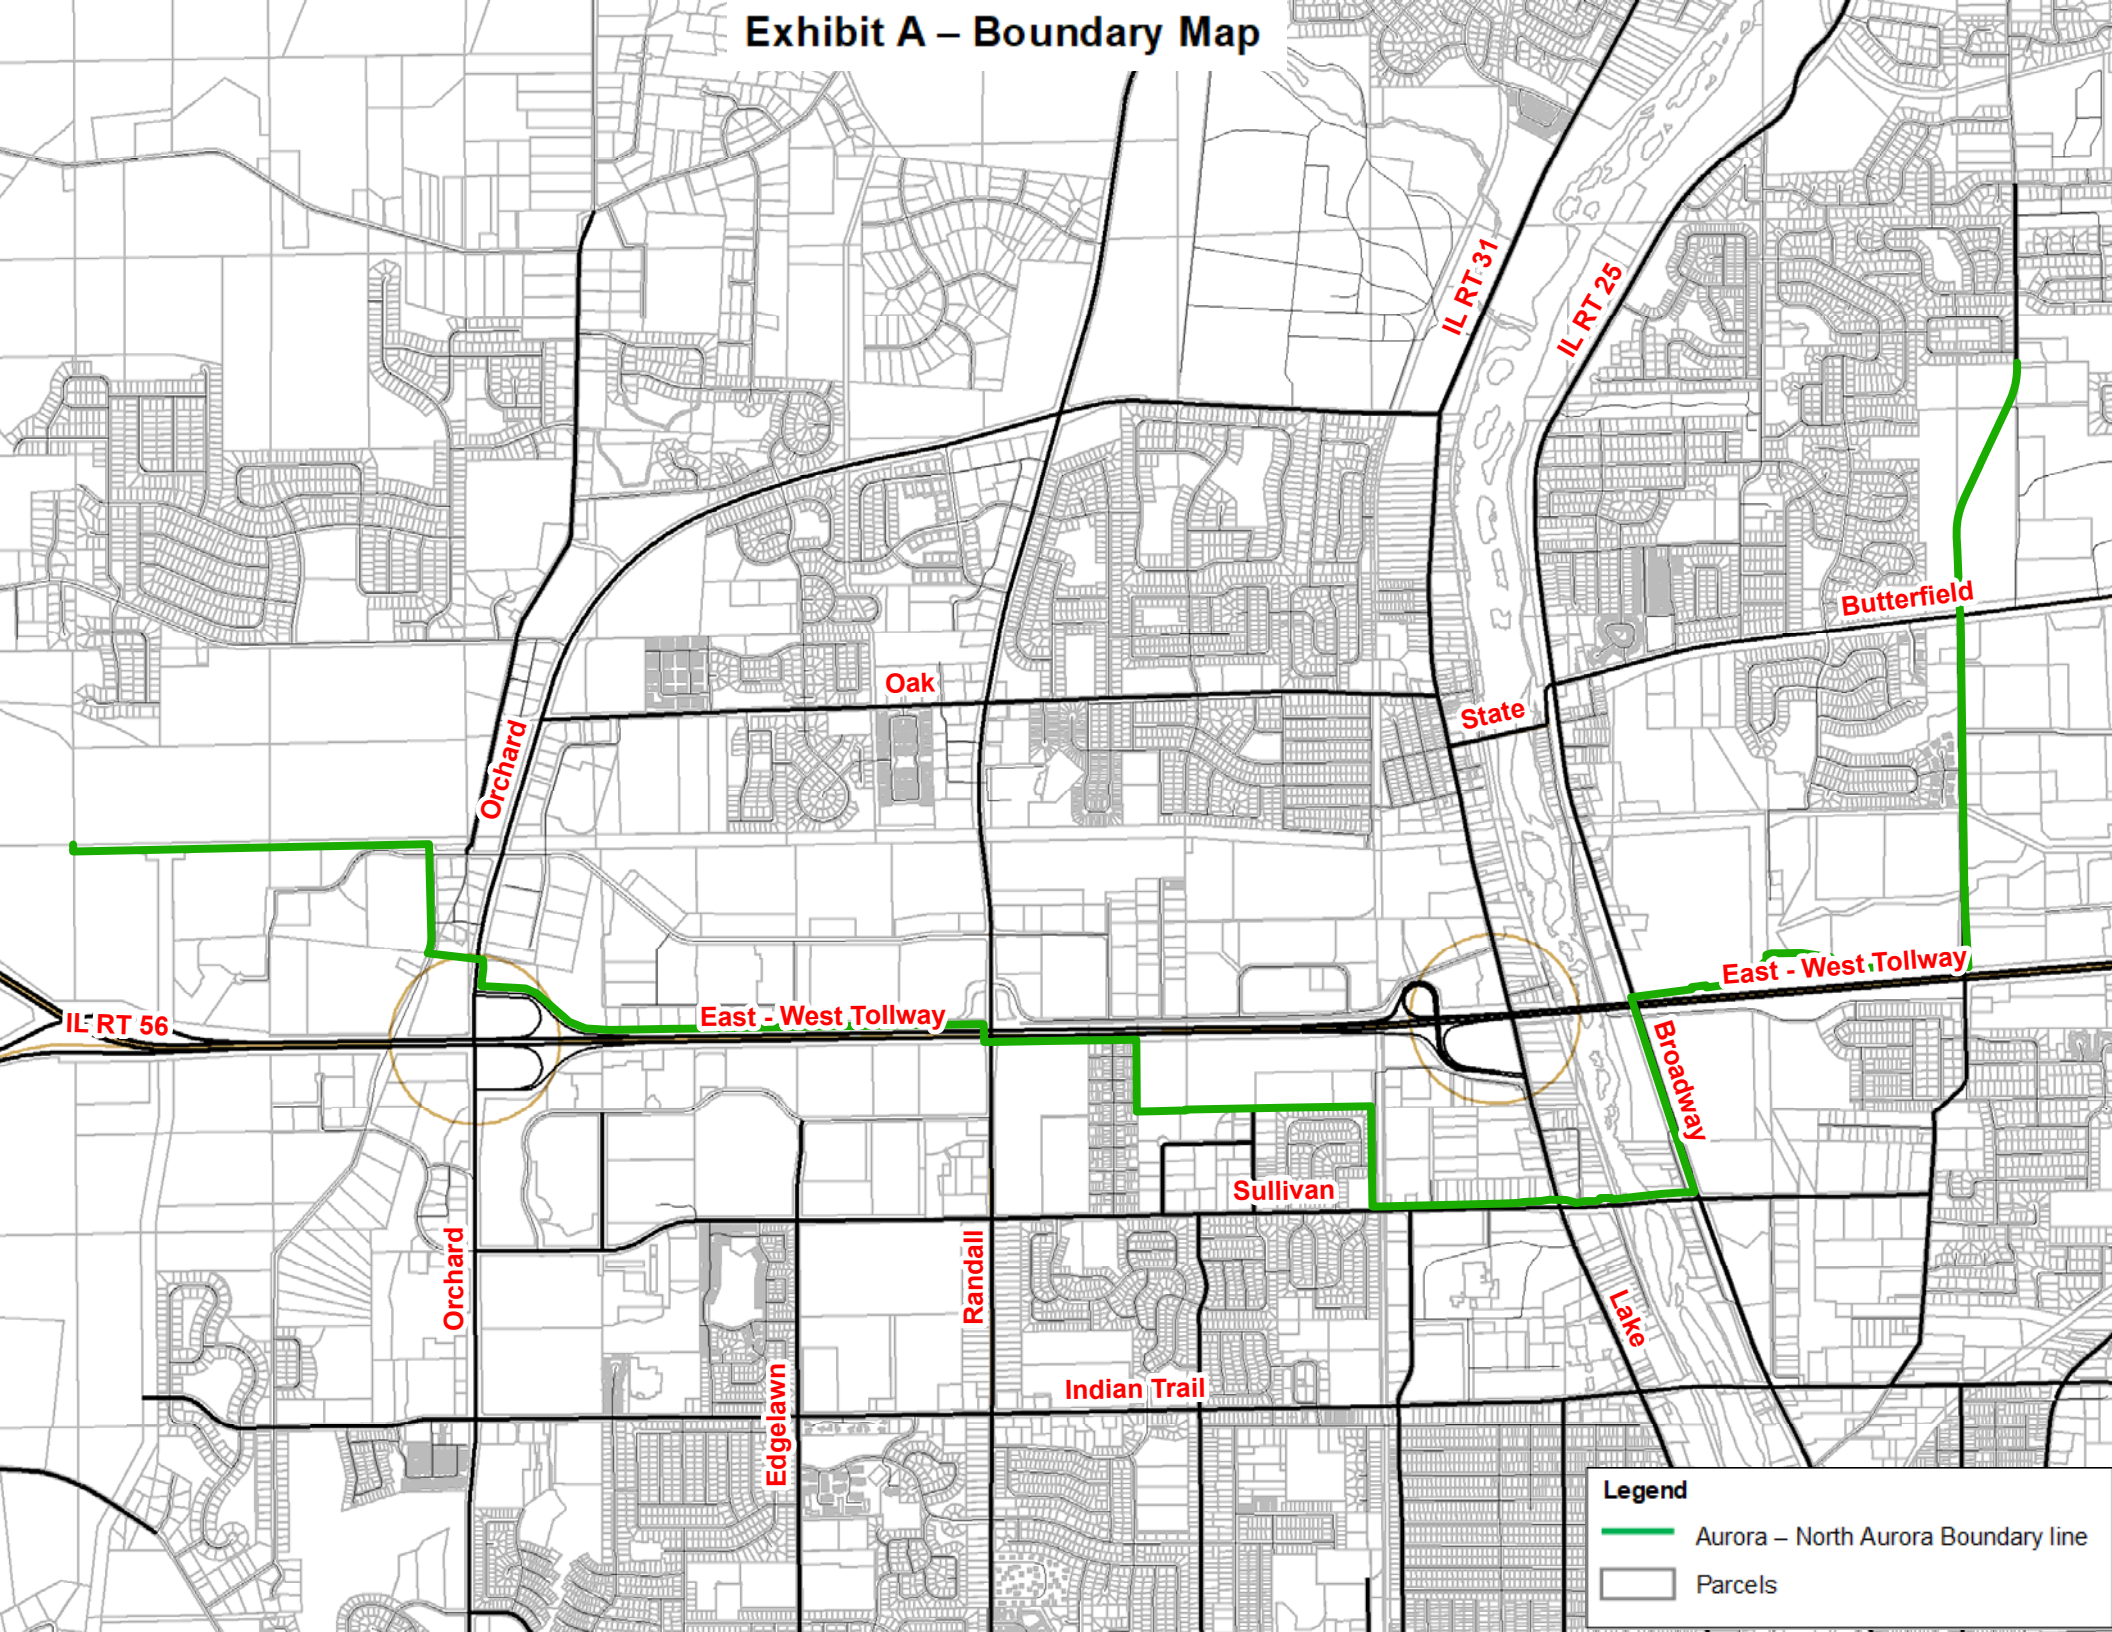 Exhibit A – Boundary Map
IL RT 31
IL RT 25
Butterfield
Oak
State
Orchard
East - West Tollway
East - West Tollway
IL RT 56
Broadway
Sullivan
Orchard
Randall
Lake
Indian Trail
Edgelawn
Legend
Aurora – North Aurora Boundary line
Parcels